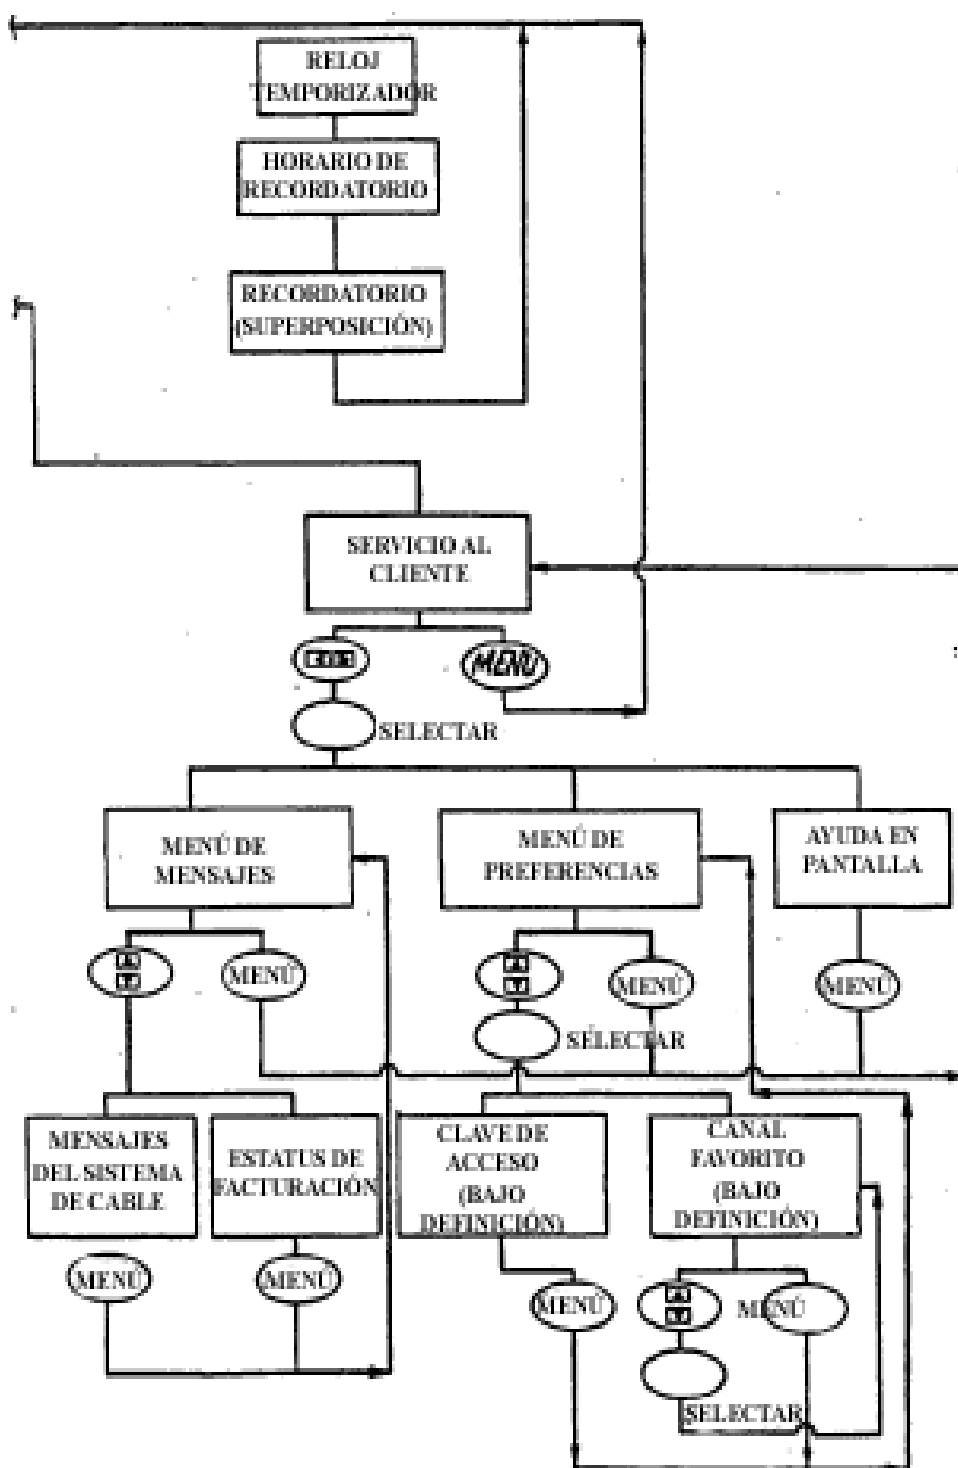 RELOJ
TEMPORIZADOR
HORARIO DE
RECORDATORIO
RECORDATORIO
(SUPERPOSICIÓN)
SERVICIO AL
CLIENTE
MENU
SELECTAR
MENÚ DE
MENSAJES
MENÚ DE
PREFERENCIAS
AYUDA EN
PANTALLA
MENÚ
MENÚ
MENÚ
SÉLECTAR
MENSAJES
DEL SISTEMA
DE CABLE
ESTATUS DE
FACTURACIÓN
CLAVE DE
ACCESO
(BAJO
DEFINICIÓN)
CANAL
FAVORITO
(BAJO
DEFINICIÓN)
MENÚ
MENÚ
MENÚ
MENÚ
SELECTAR